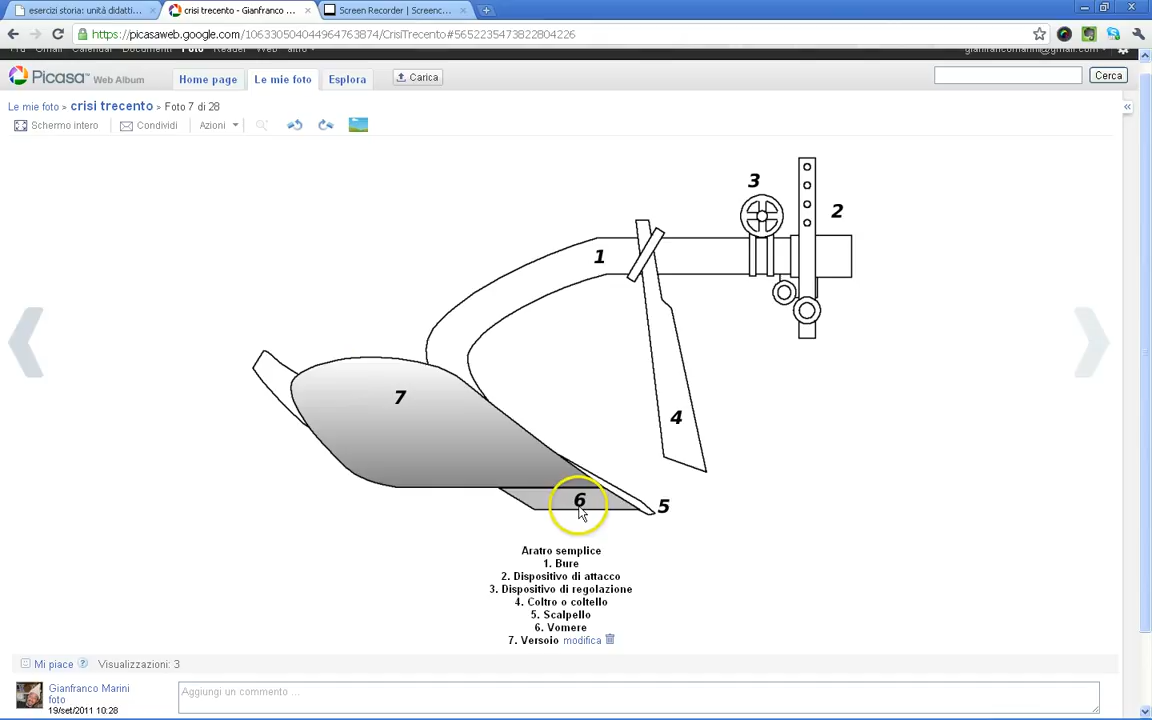 esercizi storia: unità didatti...
crisi trecento - Gianfranco ...
Screen Recorder | Screenc...
https://picasaweb.google.com/106330504044964763874/CrisiTrecento#5652235473822804226
Picasa™ Web Album
Home page
Le mie foto
Esplora
Carica
Cerca
Le mie foto > crisi trecento > Foto 7 di 28
Schermo intero
Condividi
Azioni
3
2
1
7
4
6
5
Aratro semplice
1. Bure
2. Dispositivo di attacco
3. Dispositivo di regolazione
4. Coltro o coltello
5. Scalpello
6. Vomere
7. Versoio modifica
Mi piace ? Visualizzazioni: 3
Gianfranco Marini
foto
19/set/2011 10:28
Aggiungi un commento ...